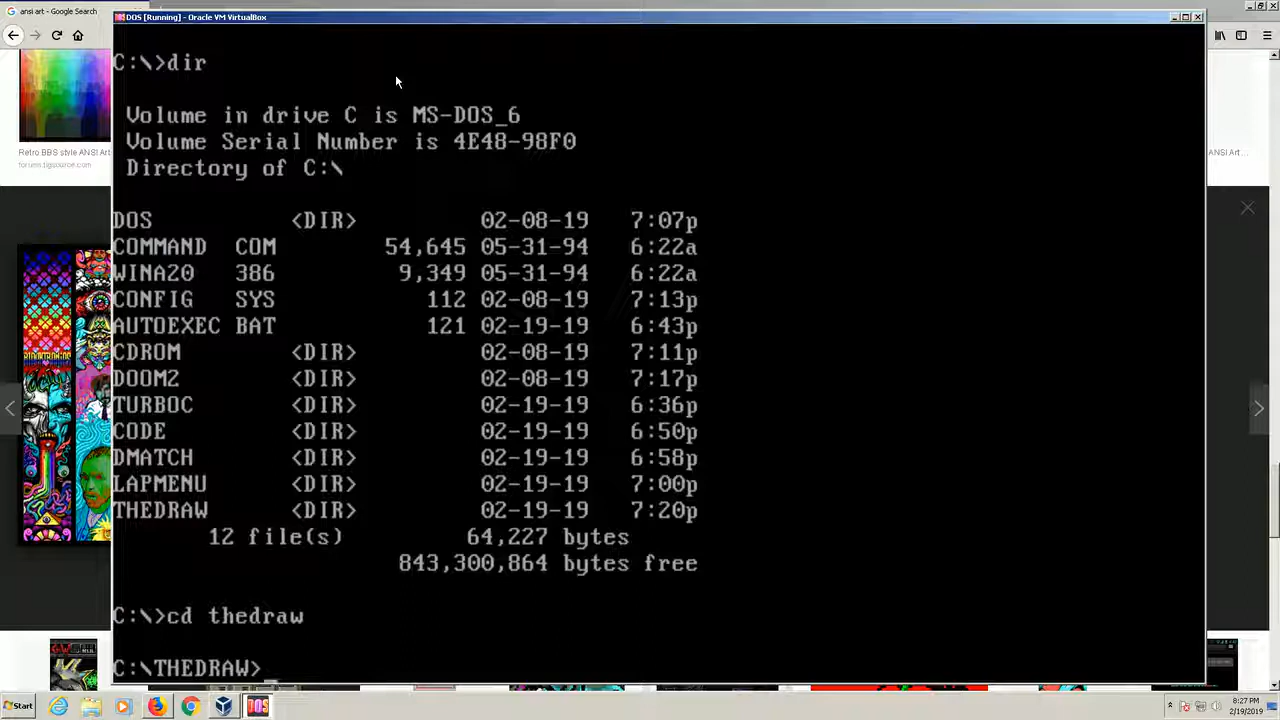 ansi art - Google Search
DOS [Running] - Oracle VM VirtualBox
C:\>dir
Volume in drive C is MS-DOS_6
Volume Serial Number is 4E48-98F0
Directory of C:\
DOS <DIR> 02-08-19 7:07p
COMMAND COM 54,645 05-31-94 6:22a
WINA20 386 9,349 05-31-94 6:22a
CONFIG SYS 112 02-08-19 7:13p
AUTOEXEC BAT 121 02-19-19 6:43p
CDROM <DIR> 02-08-19 7:11p
DOOM2 <DIR> 02-08-19 7:17p
TURBOC <DIR> 02-19-19 6:36p
CODE <DIR> 02-19-19 6:50p
DMATCH <DIR> 02-19-19 6:58p
LAPMENU <DIR> 02-19-19 7:00p
THEDRAW <DIR> 02-19-19 7:20p
12 file(s) 64,227 bytes
843,300,864 bytes free
C:\>cd thedraw
C:\THEDRAW>
Retro BBS style ANSI Art...
forums.tigsource.com
ANSI Art...
Start
DOS
8:27 PM
2/19/2019